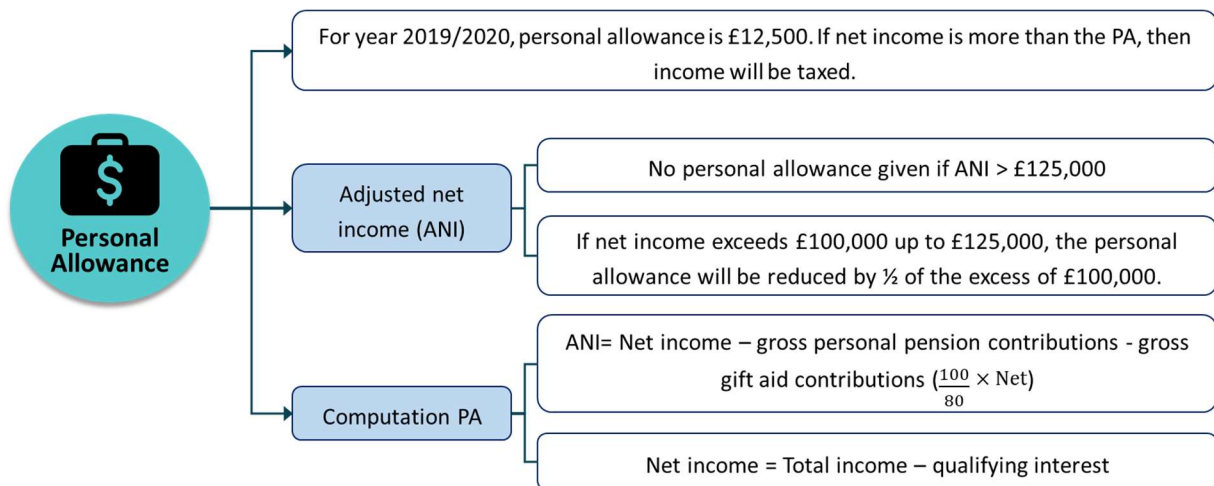 For year 2019/2020, personal allowance is £12,500. If net income is more than the PA, then
income will be taxed.
$
Personal
Allowance
Adjusted net
income (ANI)
No personal allowance given if ANI > £125,000
If net income exceeds £100,000 up to £125,000, the personal
allowance will be reduced by ½ of the excess of £100,000.
Computation PA
ANI= Net income – gross personal pension contributions - gross
gift aid contributions (100/80 × Net)
Net income = Total income – qualifying interest